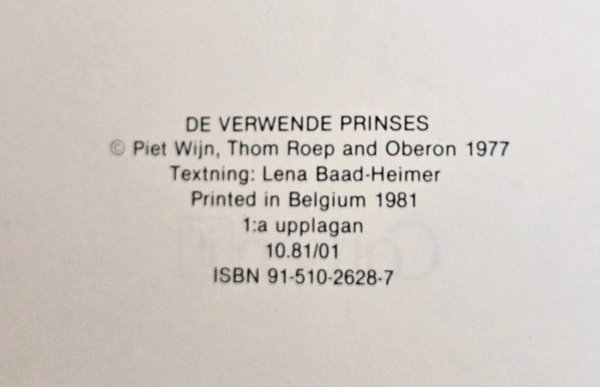 DE VERWENDE PRINSES
© Piet Wijn, Thom Roep and Oberon 1977
Textning: Lena Baad-Heimer
Printed in Belgium 1981
1:a upplagan
10.81/01
ISBN 91-510-2628-7